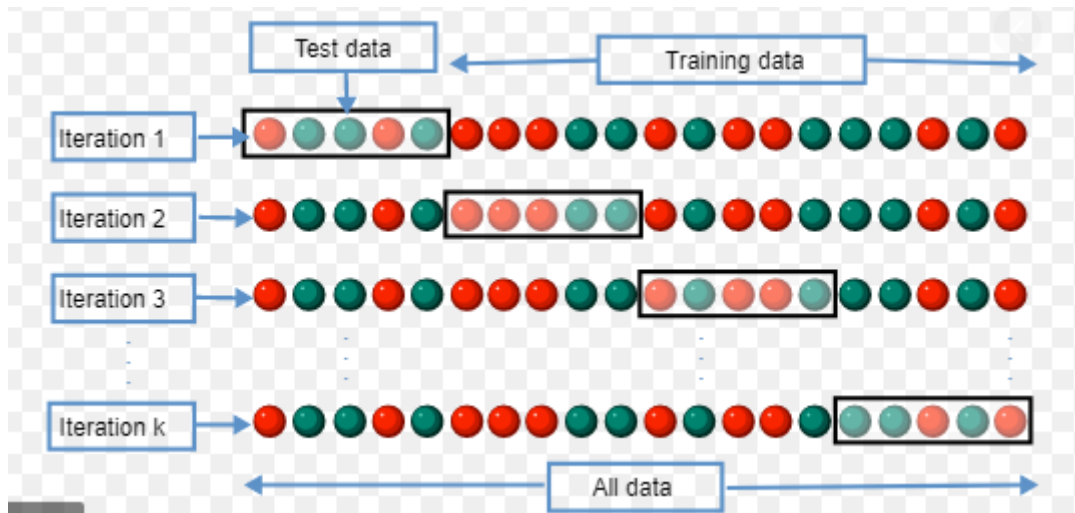 Test data
Training data
Iteration 1
Iteration 2
Iteration 3
Iteration k
All data